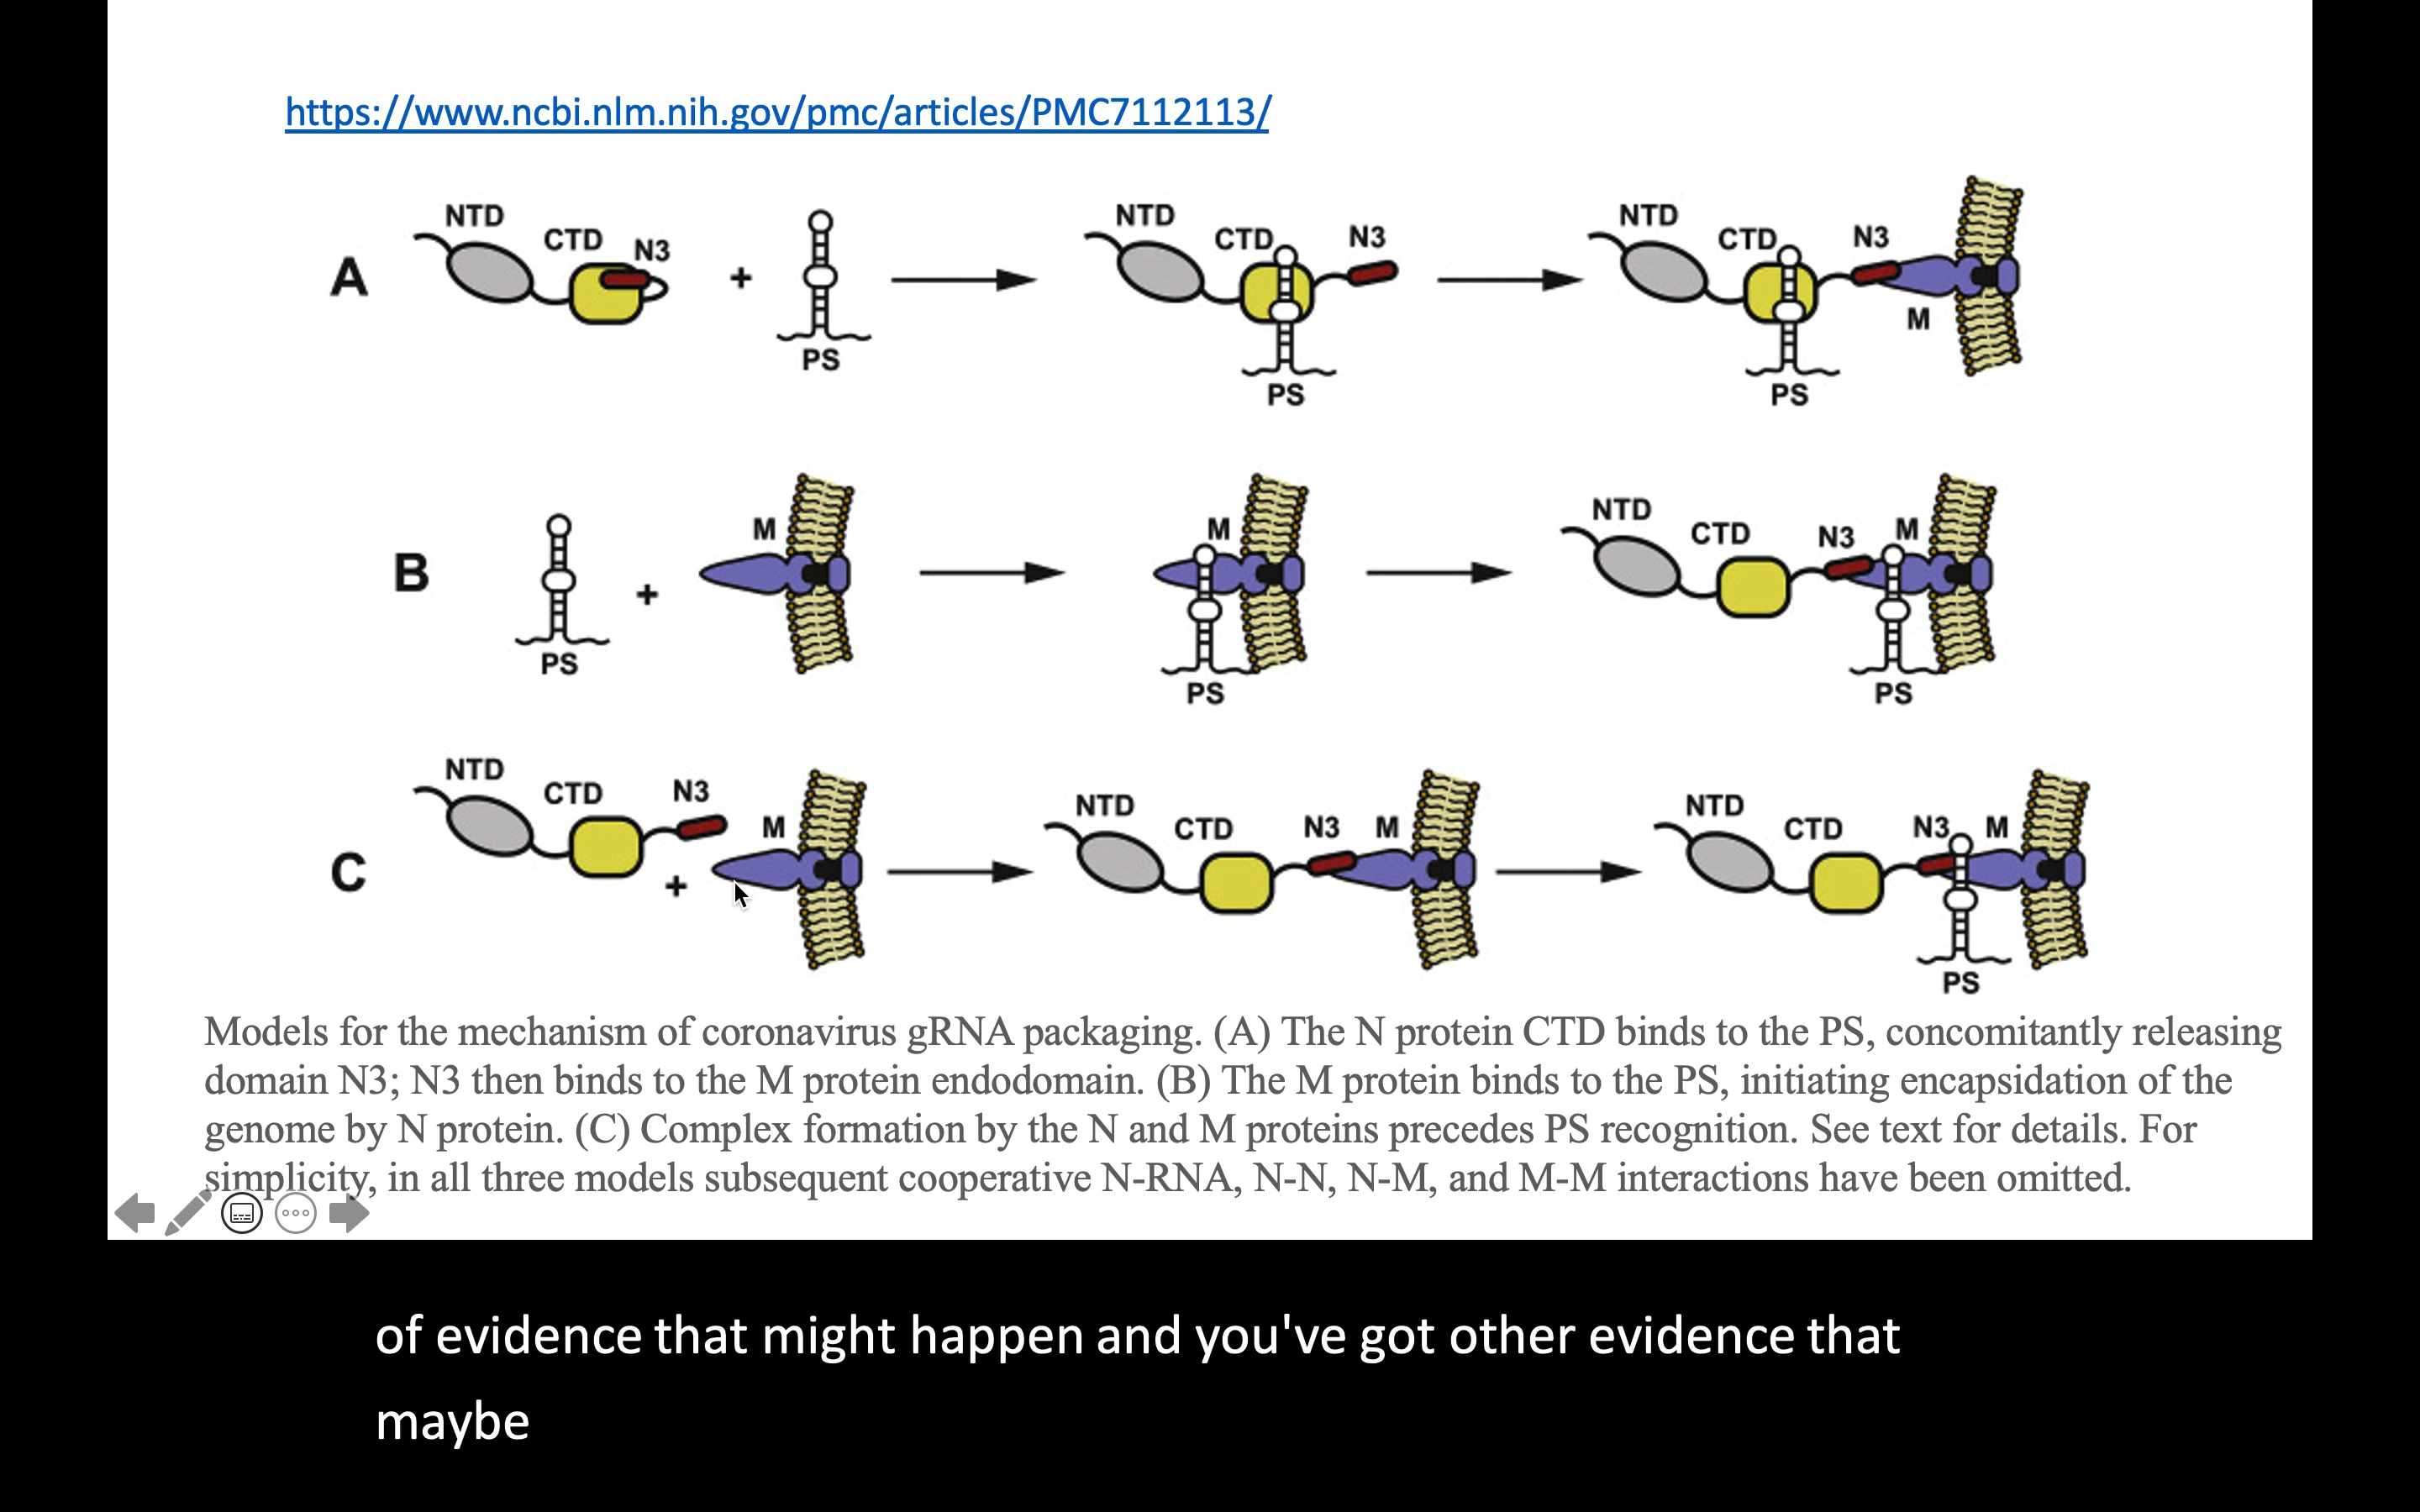 https://www.ncbi.nlm.nih.gov/pmc/articles/PMC7112113/
A
NTD
CTD
N3
+
PS
NTD
CTD
N3
PS
NTD
CTD
N3
M
PS
B
PS
+
M
M
PS
NTD
CTD
N3
M
PS
C
NTD
CTD
N3
+
M
NTD
CTD
N3
M
NTD
CTD
N3
M
PS
Models for the mechanism of coronavirus gRNA packaging. (A) The N protein CTD binds to the PS, concomitantly releasing
domain N3; N3 then binds to the M protein endodomain. (B) The M protein binds to the PS, initiating encapsidation of the
genome by N protein. (C) Complex formation by the N and M proteins precedes PS recognition. See text for details. For
simplicity, in all three models subsequent cooperative N-RNA, N-N, N-M, and M-M interactions have been omitted.
of evidence that might happen and you've got other evidence that
maybe